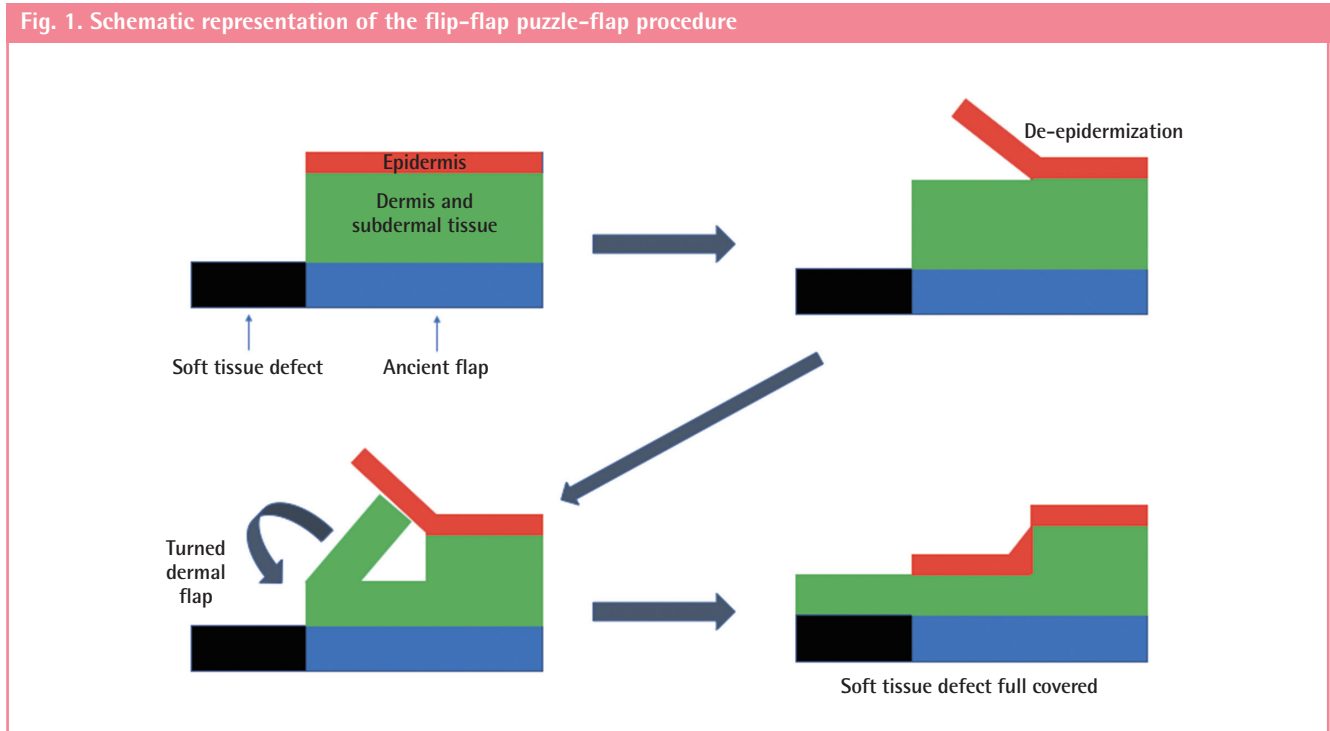 Fig. 1. Schematic representation of the flip-flap puzzle-flap procedure
Epidermis
Dermis and
subdermal tissue
Soft tissue defect
Ancient flap
De-epidermization
Turned
dermal
flap
Soft tissue defect full covered